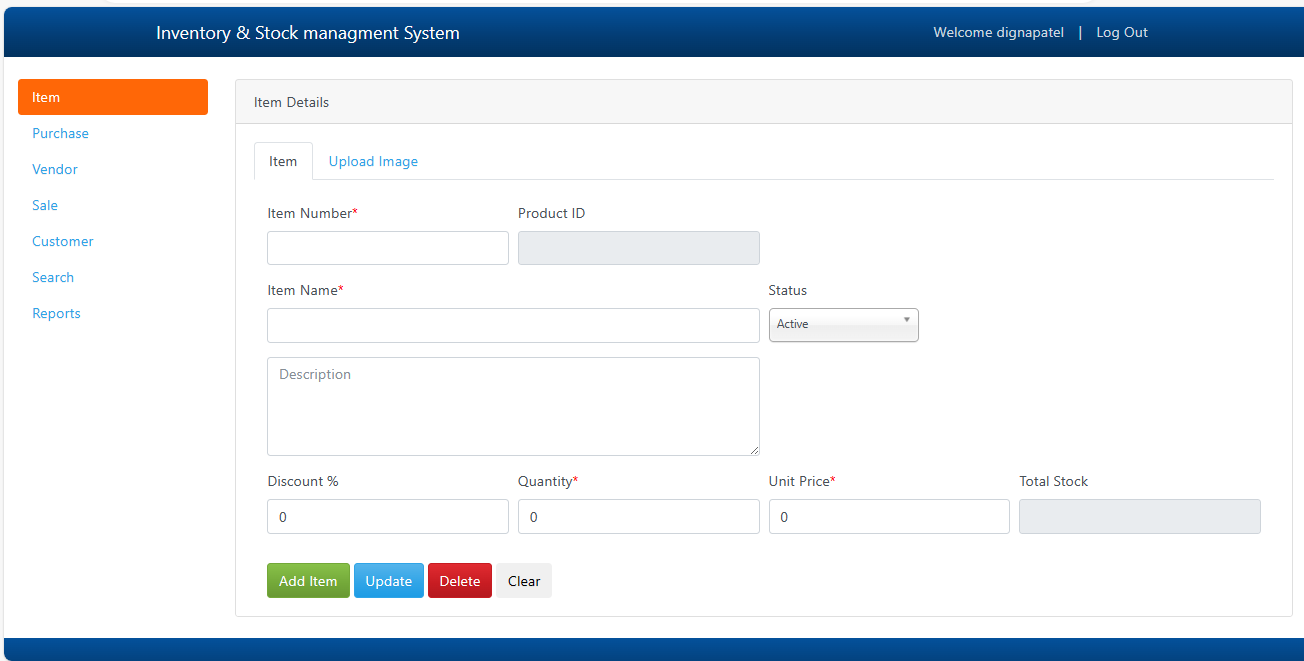 Inventory & Stock managment System
Welcome dignapatel | Log Out
Item
Purchase
Vendor
Sale
Customer
Search
Reports
Item Details
Item Upload Image
Item Number* Product ID
Item Name* Status
Active
Description
Discount % Quantity* Unit Price* Total Stock
0 0 0
Add Item Update Delete Clear